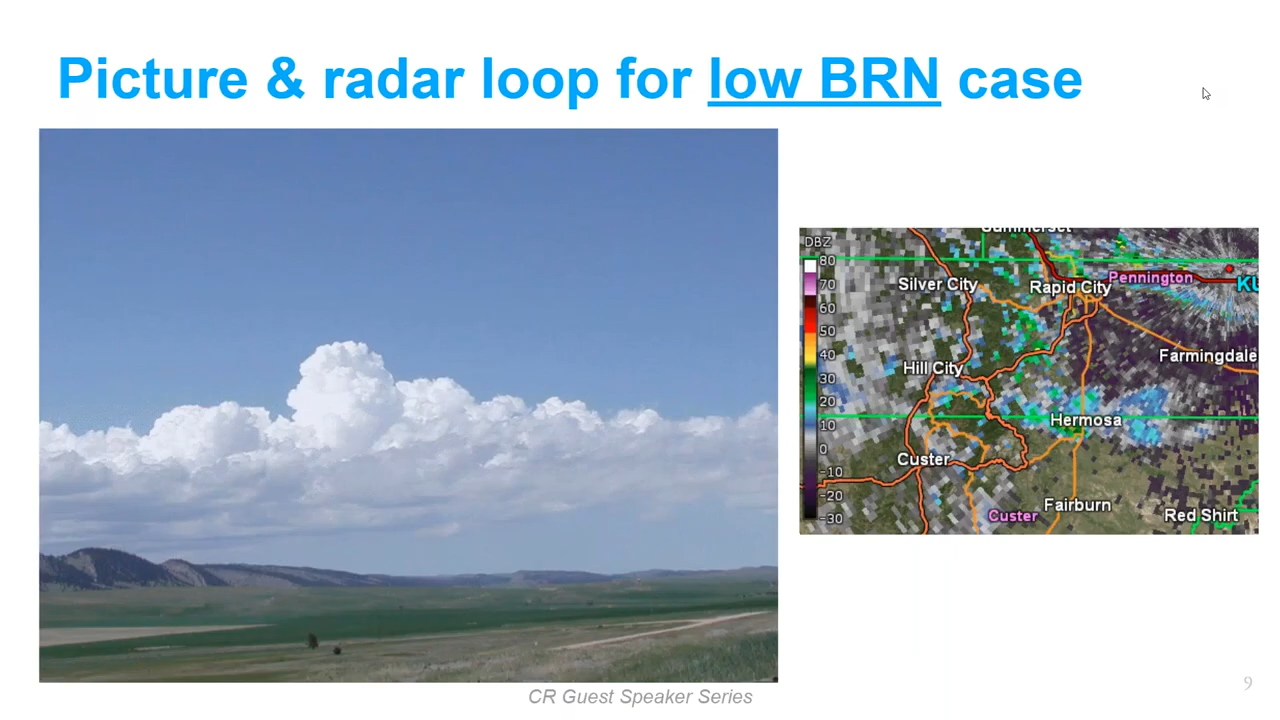 Picture & radar loop for low BRN case
DBZ
80
70
60
50
40
30
20
10
0
-10
-20
-30
Silver City
Rapid City
Pennington
Farmingdale
Hill City
Hermosa
Custer
Fairburn
Custer
Red Shirt
CR Guest Speaker Series
9